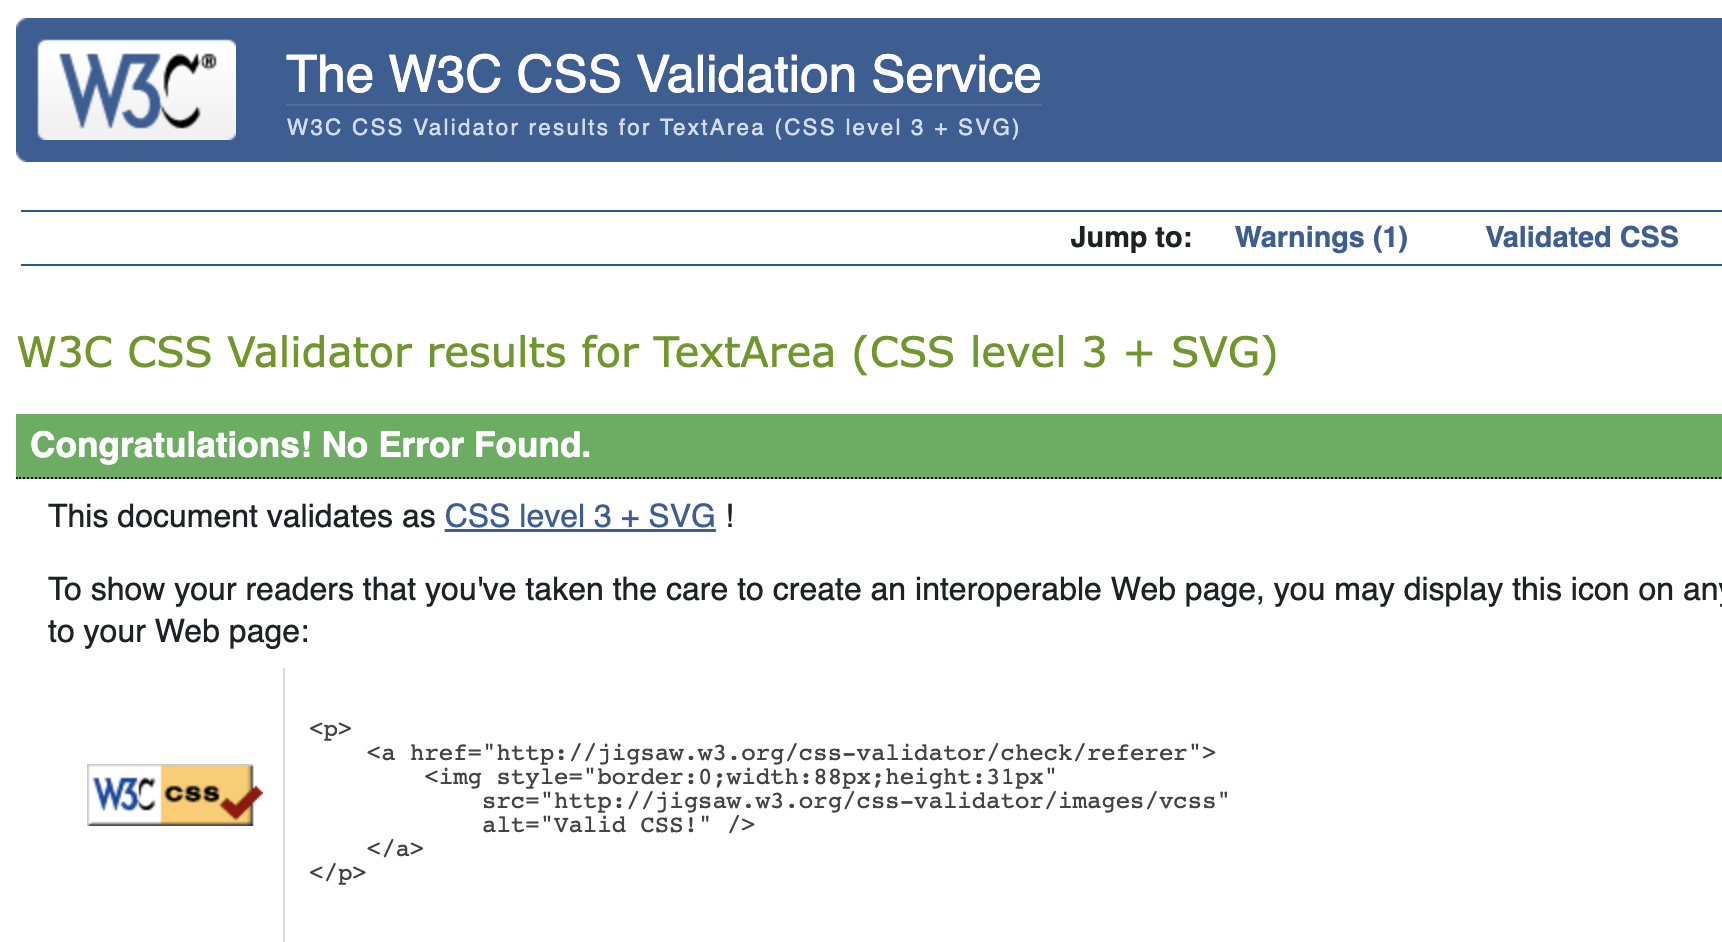 W3C®
The W3C CSS Validation Service
W3C CSS Validator results for TextArea (CSS level 3 + SVG)
Jump to: Warnings (1) Validated CSS
W3C CSS Validator results for TextArea (CSS level 3 + SVG)
Congratulations! No Error Found.
This document validates as CSS level 3 + SVG !
To show your readers that you've taken the care to create an interoperable Web page, you may display this icon on
to your Web page:
W3C css
<p>
    <a href="http://jigsaw.w3.org/css-validator/check/referer">
        <img style="border:0;width:88px;height:31px"
            src="http://jigsaw.w3.org/css-validator/images/vcss"
            alt="Valid CSS!" />
    </a>
</p>